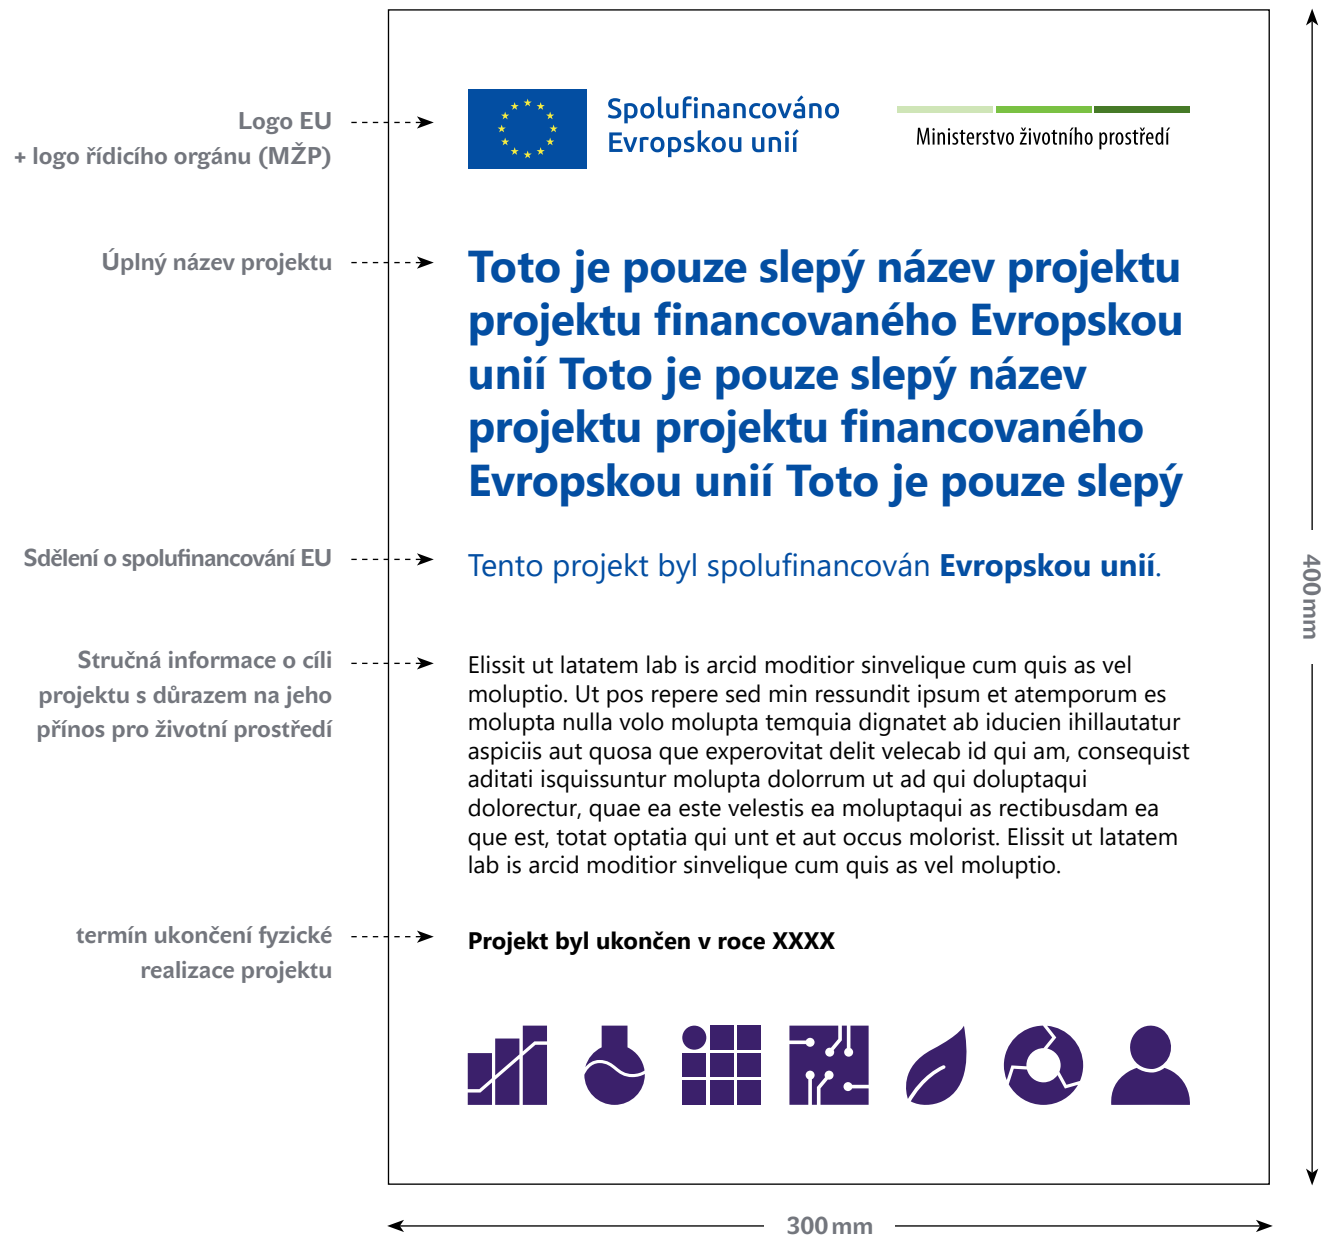 Logo EU
+ logo řídicího orgánu (MŽP)
Spolufinancováno
Evropskou unií
Ministerstvo životního prostředí
Úplný název projektu
Toto je pouze slepý název projektu
projektu financovaného Evropskou
unií Toto je pouze slepý název
projektu projektu financovaného
Evropskou unií Toto je pouze slepý
Sdělení o spolufinancování EU
Tento projekt byl spolufinancován Evropskou unií.
Stručná informace o cíli
projektu s důrazem na jeho
přínos pro životní prostředí
Elissit ut latatem lab is arcid moditior sinvelique cum quis as vel
moluptio. Ut pos repere sed min ressundit ipsum et atemporum es
molupta nulla volo molupta temquia dignatet ab iducien ihillautatur
aspiciis aut quosa que experovitat delit velecab id qui am, consequist
aditati isquissuntur molupta dolorrum ut ad qui doluptaqui
dolorectur, quae ea este velestis ea moluptaqui as rectibusdam ea
que est, totat optatia qui unt et aut occus molorist. Elissit ut latatem
lab is arcid moditior sinvelique cum quis as vel moluptio.
termín ukončení fyzické
realizace projektu
Projekt byl ukončen v roce XXXX
400 mm
300 mm